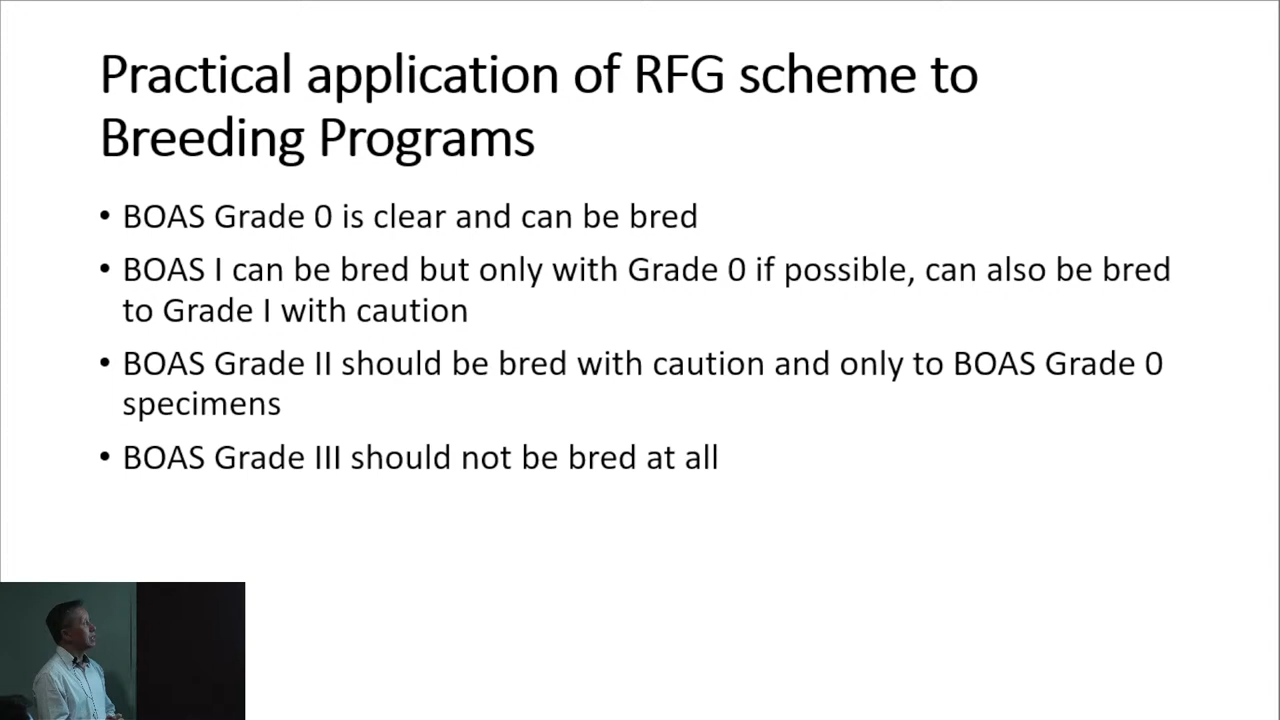 Practical application of RFG scheme to
Breeding Programs
• BOAS Grade 0 is clear and can be bred
• BOAS I can be bred but only with Grade 0 if possible, can also be bred
to Grade I with caution
• BOAS Grade II should be bred with caution and only to BOAS Grade 0
specimens
• BOAS Grade III should not be bred at all